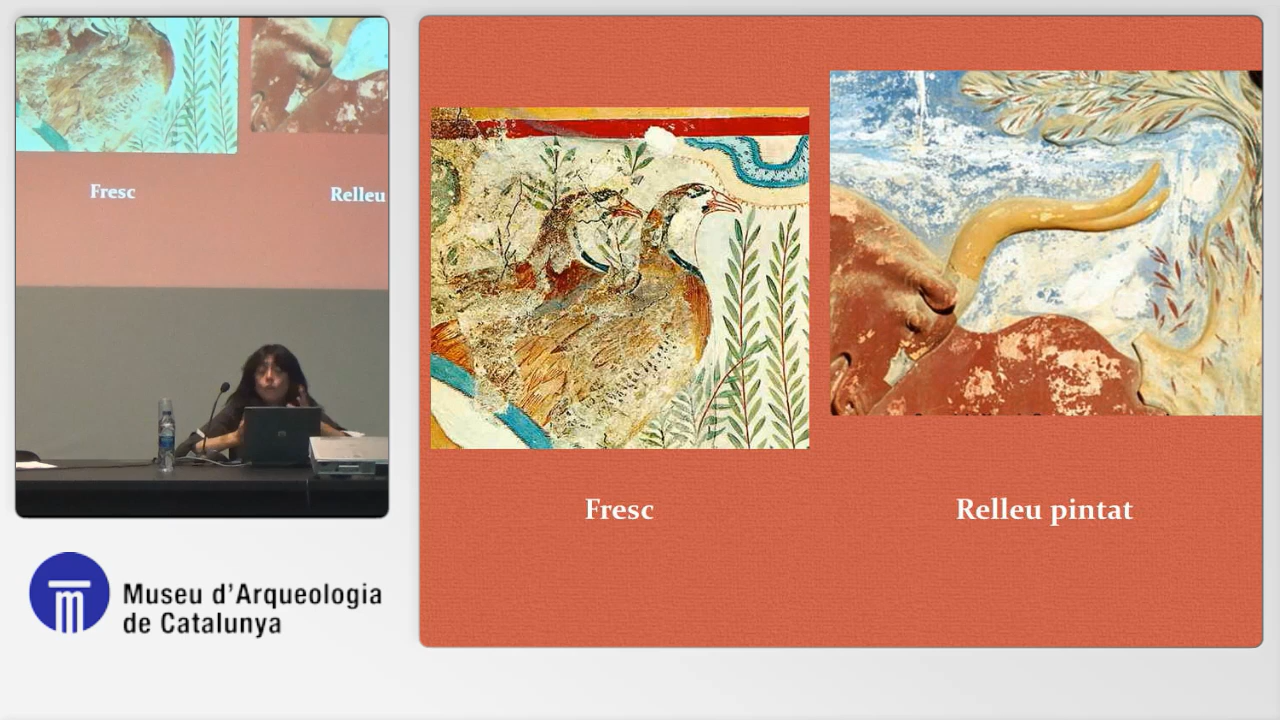 Fresc
Relleu
Museu d'Arqueologia
de Catalunya
Fresc
Relleu pintat